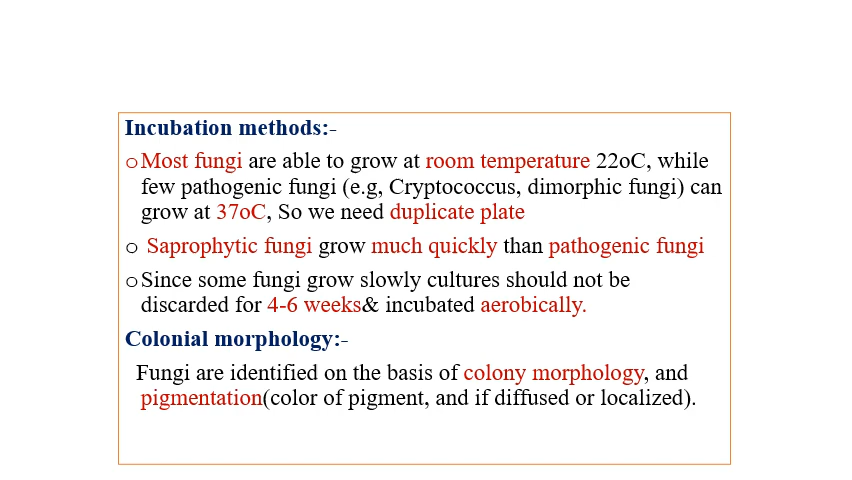 Incubation methods:-
oMost fungi are able to grow at room temperature 22oC, while
few pathogenic fungi (e.g, Cryptococcus, dimorphic fungi) can
grow at 37oC, So we need duplicate plate
o Saprophytic fungi grow much quickly than pathogenic fungi
oSince some fungi grow slowly cultures should not be
discarded for 4-6 weeks& incubated aerobically.
Colonial morphology:-
Fungi are identified on the basis of colony morphology, and
pigmentation(color of pigment, and if diffused or localized).